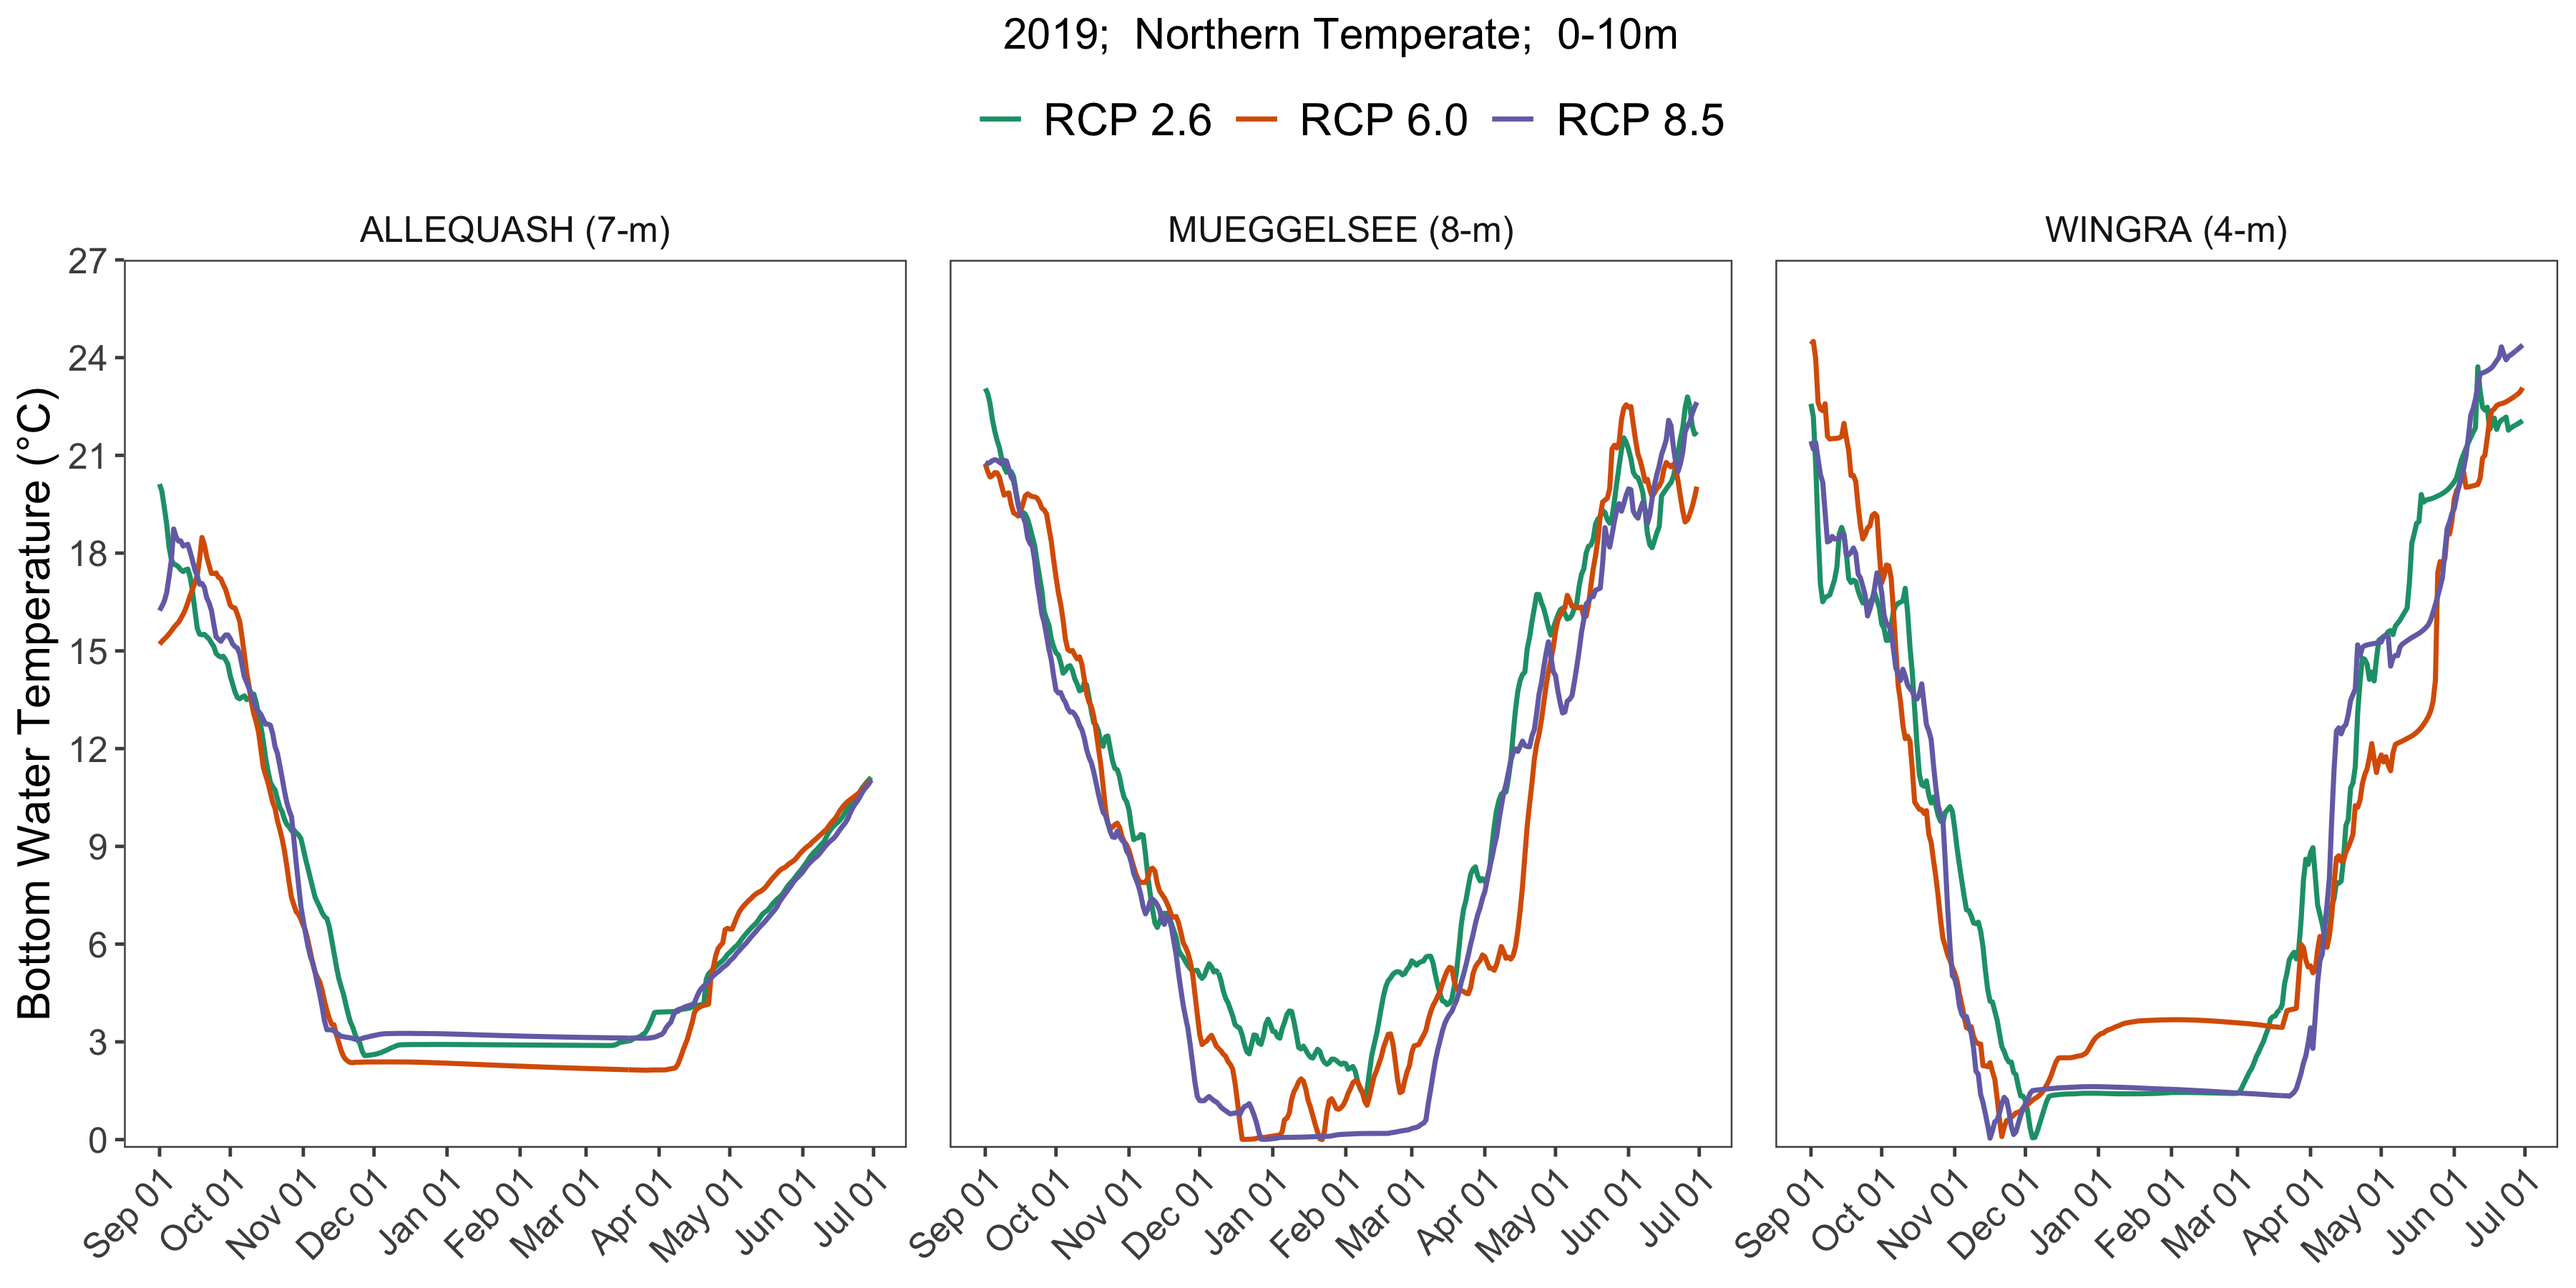 2019;  Northern Temperate;  0-10m
RCP 2.6 RCP 6.0 RCP 8.5
ALLEQUASH (7-m) MUEGGELSEE (8-m) WINGRA (4-m)
Bottom Water Temperature (°C)
27
24
21
18
15
12
9
6
3
0
Sep 01 Oct 01 Nov 01 Dec 01 Jan 01 Feb 01 Mar 01 Apr 01 May 01 Jun 01 Jul 01 Sep 01 Oct 01 Nov 01 Dec 01 Jan 01 Feb 01 Mar 01 Apr 01 May 01 Jun 01 Jul 01 Sep 01 Oct 01 Nov 01 Dec 01 Jan 01 Feb 01 Mar 01 Apr 01 May 01 Jun 01 Jul 01